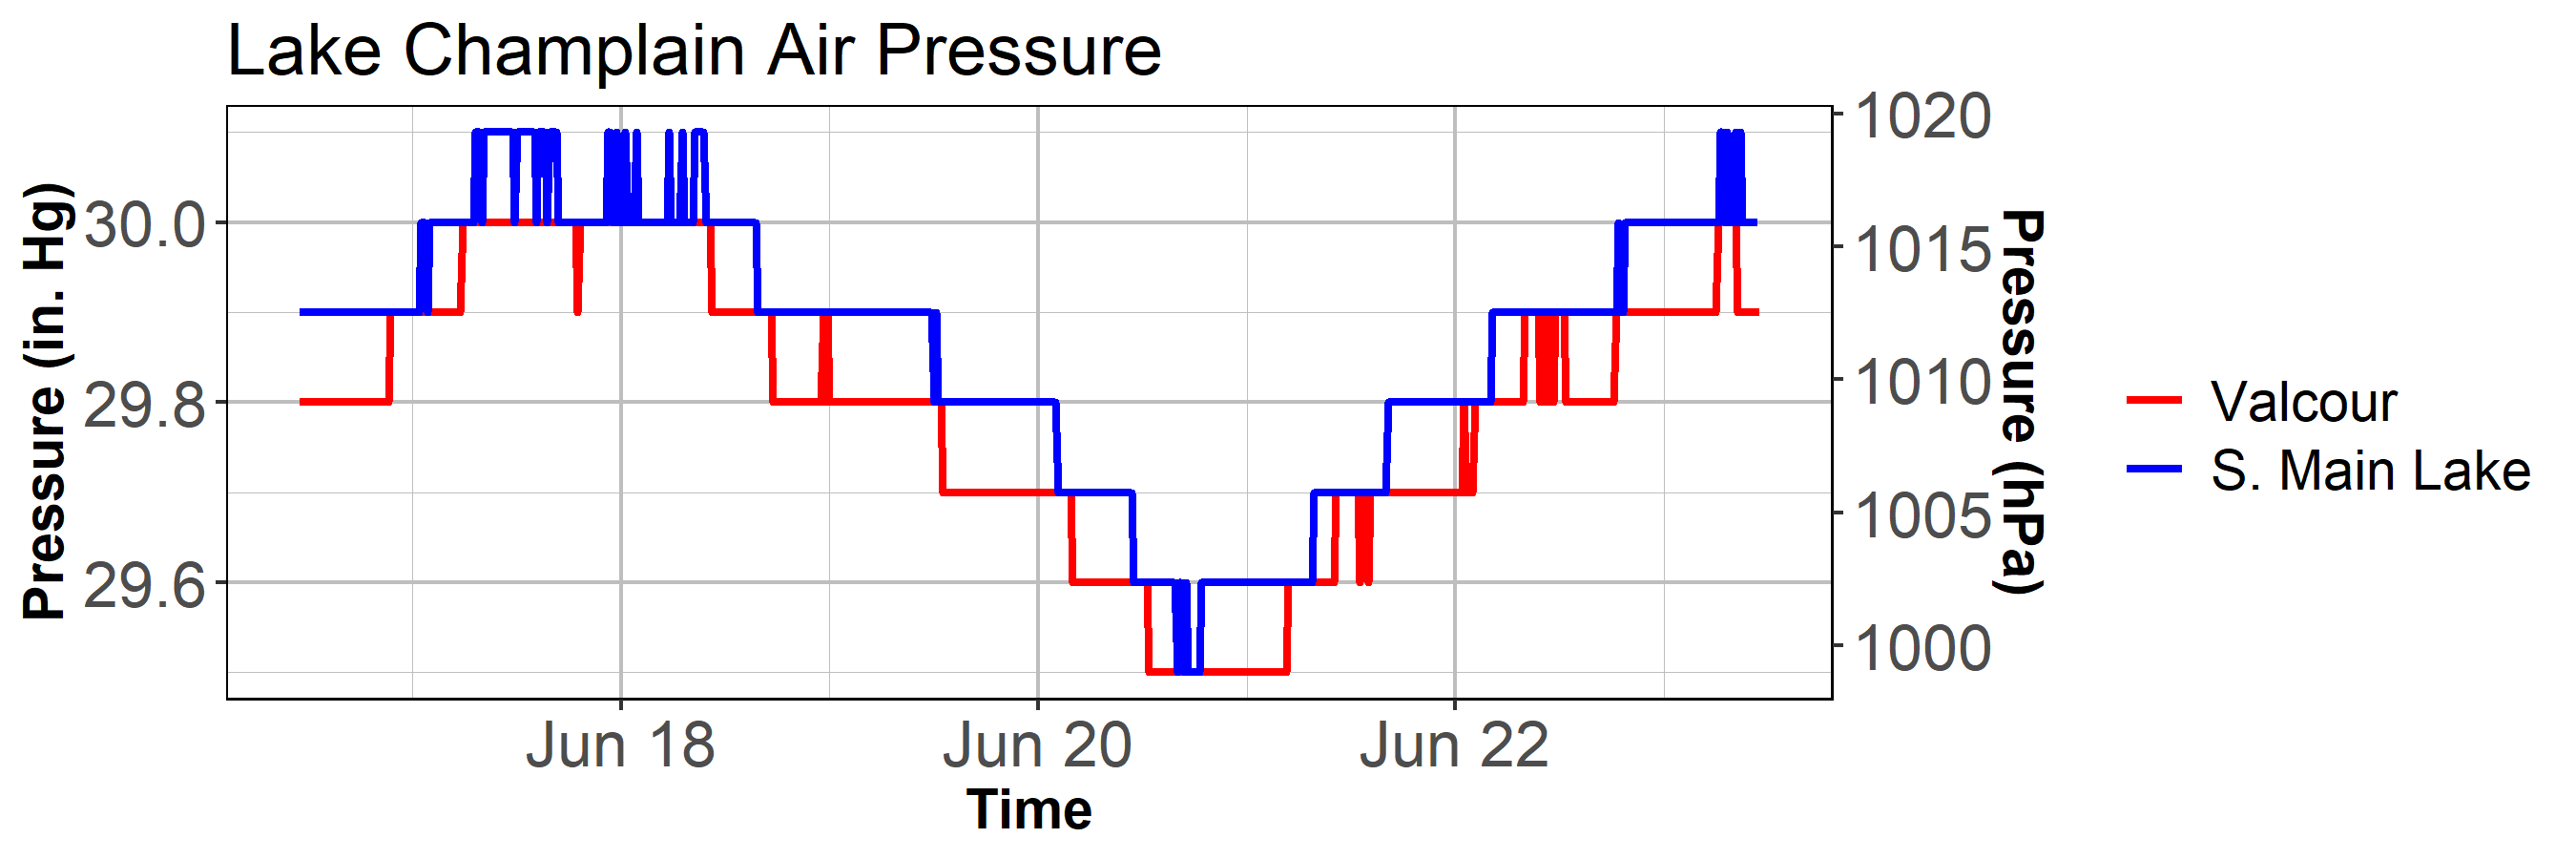 Lake Champlain Air Pressure
Pressure (in. Hg)
30.0
29.8
29.6
1020
1015
1010
1005
1000
Pressure (hPa)
Jun 18
Jun 20
Jun 22
Time
Valcour
S. Main Lake